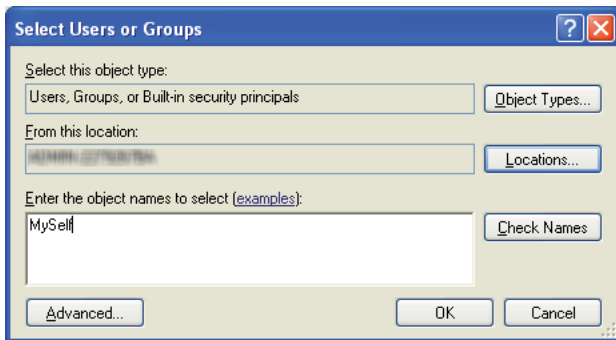 Select Users or Groups
Select this object type:
Users, Groups, or Built-in security principals
Object Types...
From this location:
Locations...
Enter the object names to select (examples):
MySelf
Check Names
Advanced...
OK
Cancel